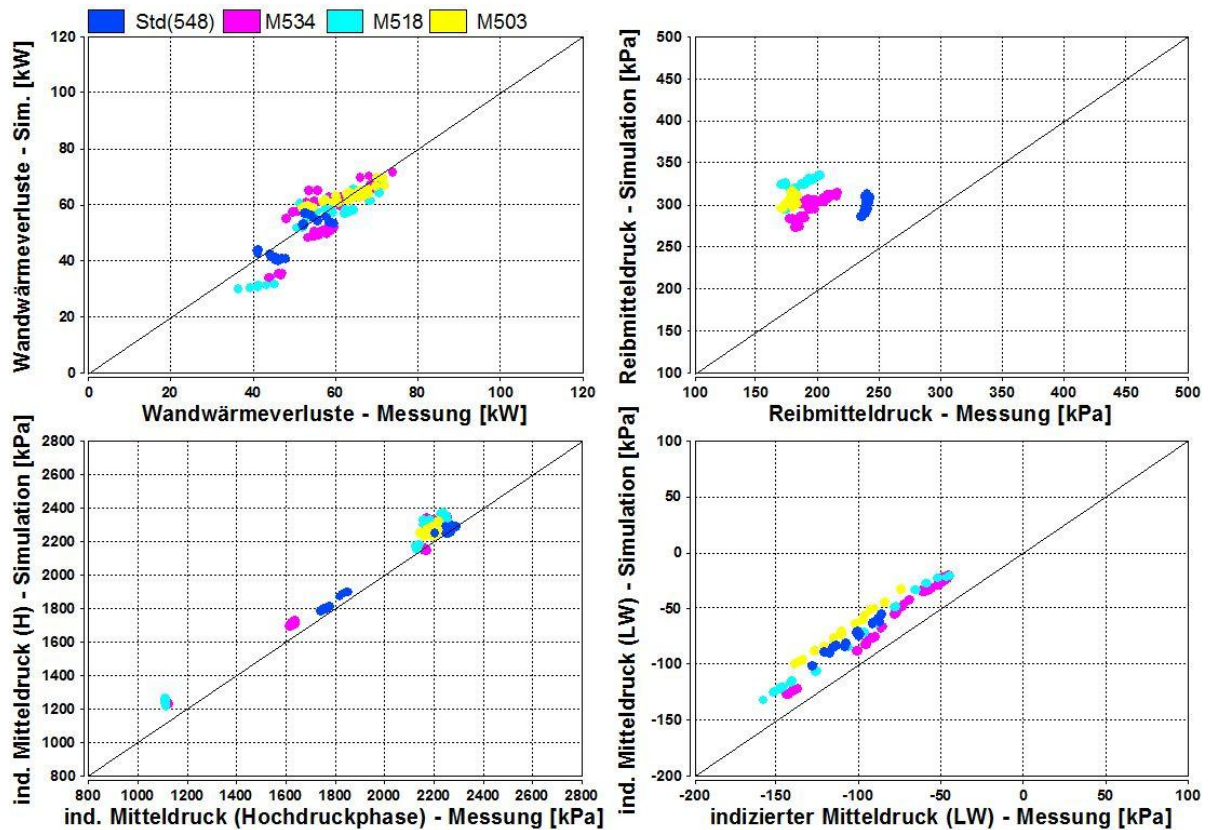 Std(548) M534 M518 M503
Wandwärmeverluste - Sim. [kW]
120
100
80
60
40
20
0
0 20 40 60 80 100 120
Wandwärmeverluste - Messung [kW]
Reibmitteldruck - Simulation [kPa]
500
450
400
350
300
250
200
150
100
100 150 200 250 300 350 400 450 500
Reibmitteldruck - Messung [kPa]
ind. Mitteldruck (H) - Simulation [kPa]
2800
2600
2400
2200
2000
1800
1600
1400
1200
1000
800
800 1000 1200 1400 1600 1800 2000 2200 2400 2600 2800
ind. Mitteldruck (Hochdruckphase) - Messung [kPa]
ind. Mitteldruck (LW) - Simulation [kPa]
100
50
0
-50
-100
-150
-200
-200 -150 -100 -50 0 50 100
indizierter Mitteldruck (LW) - Messung [kPa]